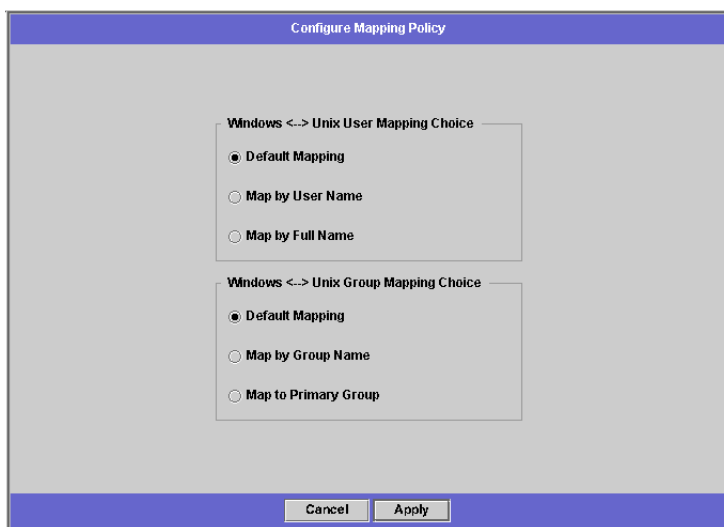 Configure Mapping Policy
Windows <--> Unix User Mapping Choice
Default Mapping
Map by User Name
Map by Full Name
Windows <--> Unix Group Mapping Choice
Default Mapping
Map by Group Name
Map to Primary Group
Cancel Apply